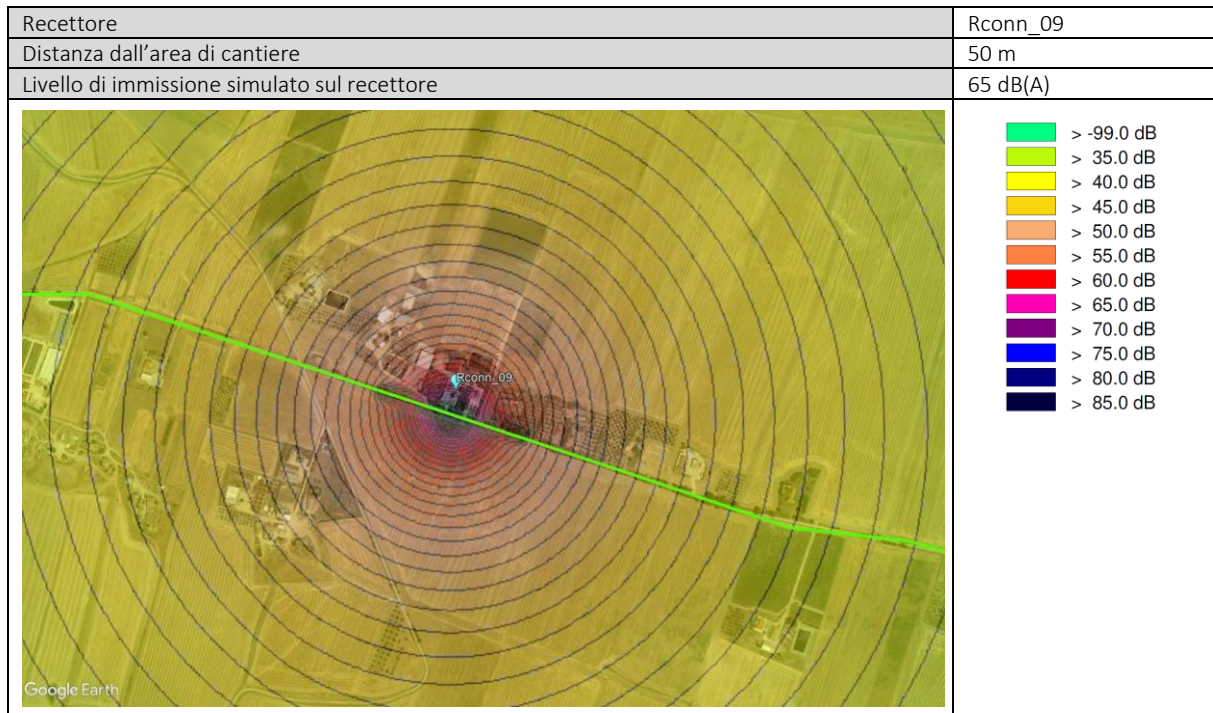 Recettore Rconn_09
Distanza dall’area di cantiere 50 m
Livello di immissione simulato sul recettore 65 dB(A)
> -99.0 dB
> 35.0 dB
> 40.0 dB
> 45.0 dB
> 50.0 dB
> 55.0 dB
> 60.0 dB
> 65.0 dB
> 70.0 dB
> 75.0 dB
> 80.0 dB
> 85.0 dB
Rconn_09
Google Earth